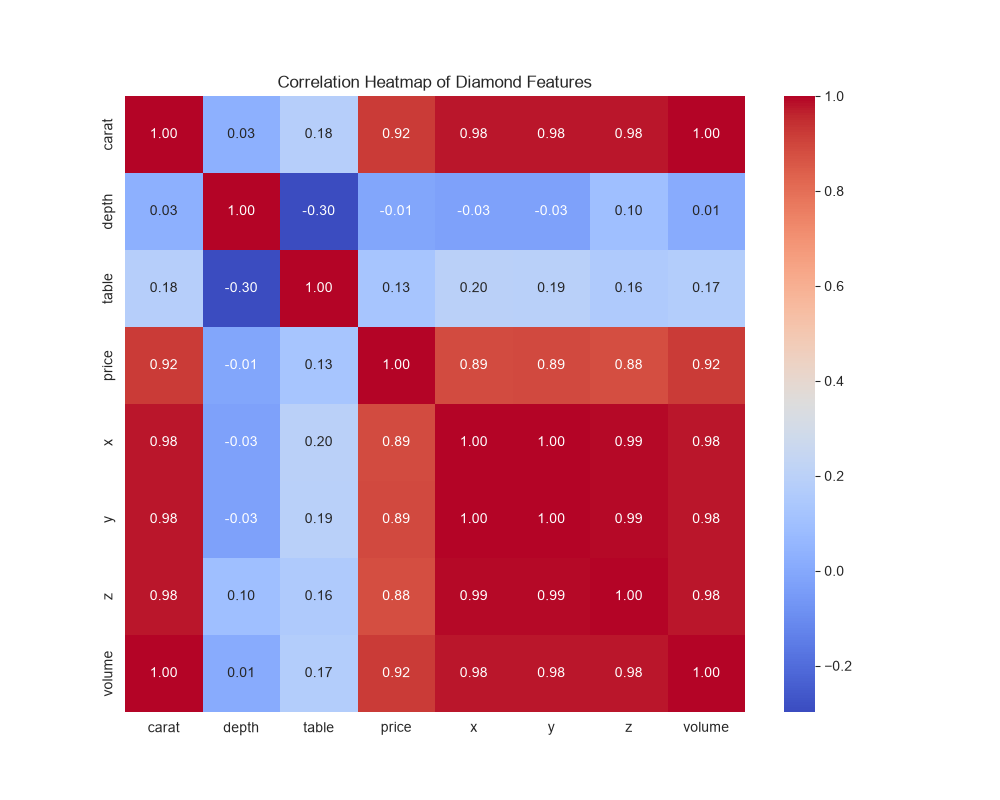 Correlation Heatmap of Diamond Features
carat 1.00 0.03 0.18 0.92 0.98 0.98 0.98 1.00
depth 0.03 1.00 -0.30 -0.01 -0.03 -0.03 0.10 0.01
table 0.18 -0.30 1.00 0.13 0.20 0.19 0.16 0.17
price 0.92 -0.01 0.13 1.00 0.89 0.89 0.88 0.92
x 0.98 -0.03 0.20 0.89 1.00 1.00 0.99 0.98
y 0.98 -0.03 0.19 0.89 1.00 1.00 0.99 0.98
z 0.98 0.10 0.16 0.88 0.99 0.99 1.00 0.98
volume 1.00 0.01 0.17 0.92 0.98 0.98 0.98 1.00
carat depth table price x y z volume
1.0
0.8
0.6
0.4
0.2
0.0
−0.2